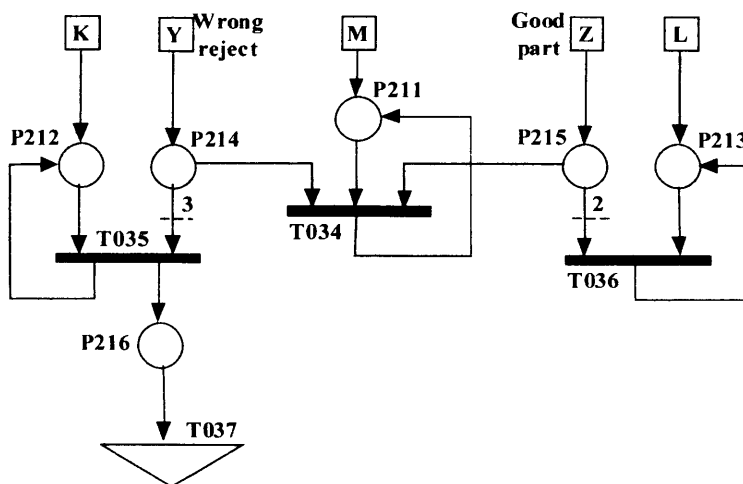 K
Y
Wrong
reject
M
Good
part
Z
L
P211
P212
P214
P215
P213
3
2
T035
T034
T036
P216
T037